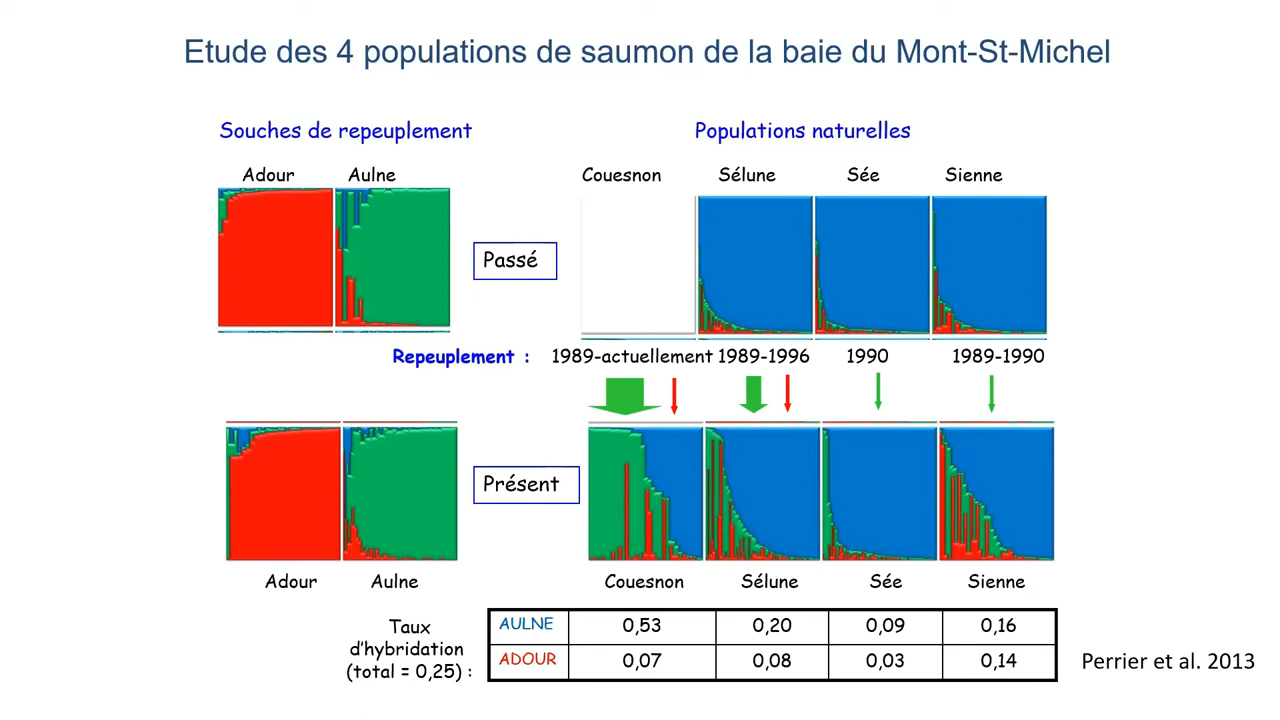 Etude des 4 populations de saumon de la baie du Mont-St-Michel
Souches de repeuplement
Populations naturelles
Adour
Aulne
Couesnon
Sélune
Sée
Sienne
Passé
Repeuplement :
1989-actuellement
1989-1996
1990
1989-1990
Présent
Adour
Aulne
Couesnon
Sélune
Sée
Sienne
Taux
d'hybridation
(total = 0,25) :
AULNE 0,53 0,20 0,09 0,16
ADOUR 0,07 0,08 0,03 0,14
Perrier et al. 2013